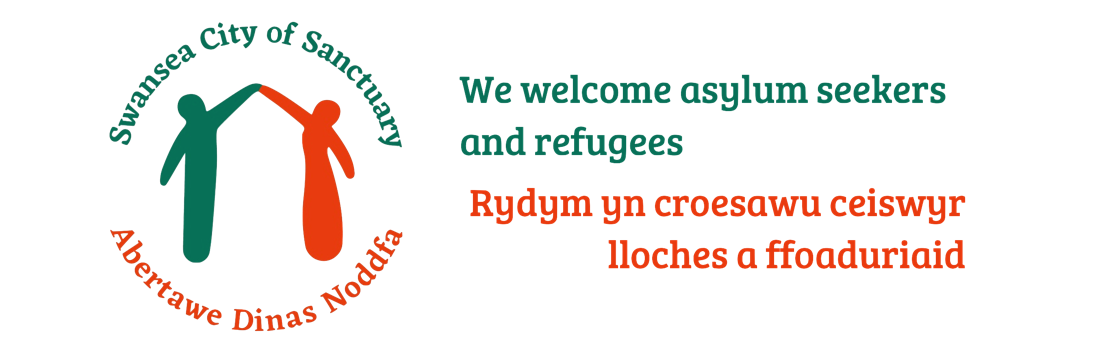 Swansea City of Sanctuary
Abertawe Dinas Noddfa
We welcome asylum seekers
and refugees
Rydym yn croesawu ceiswyr
lloches a ffoaduriaid